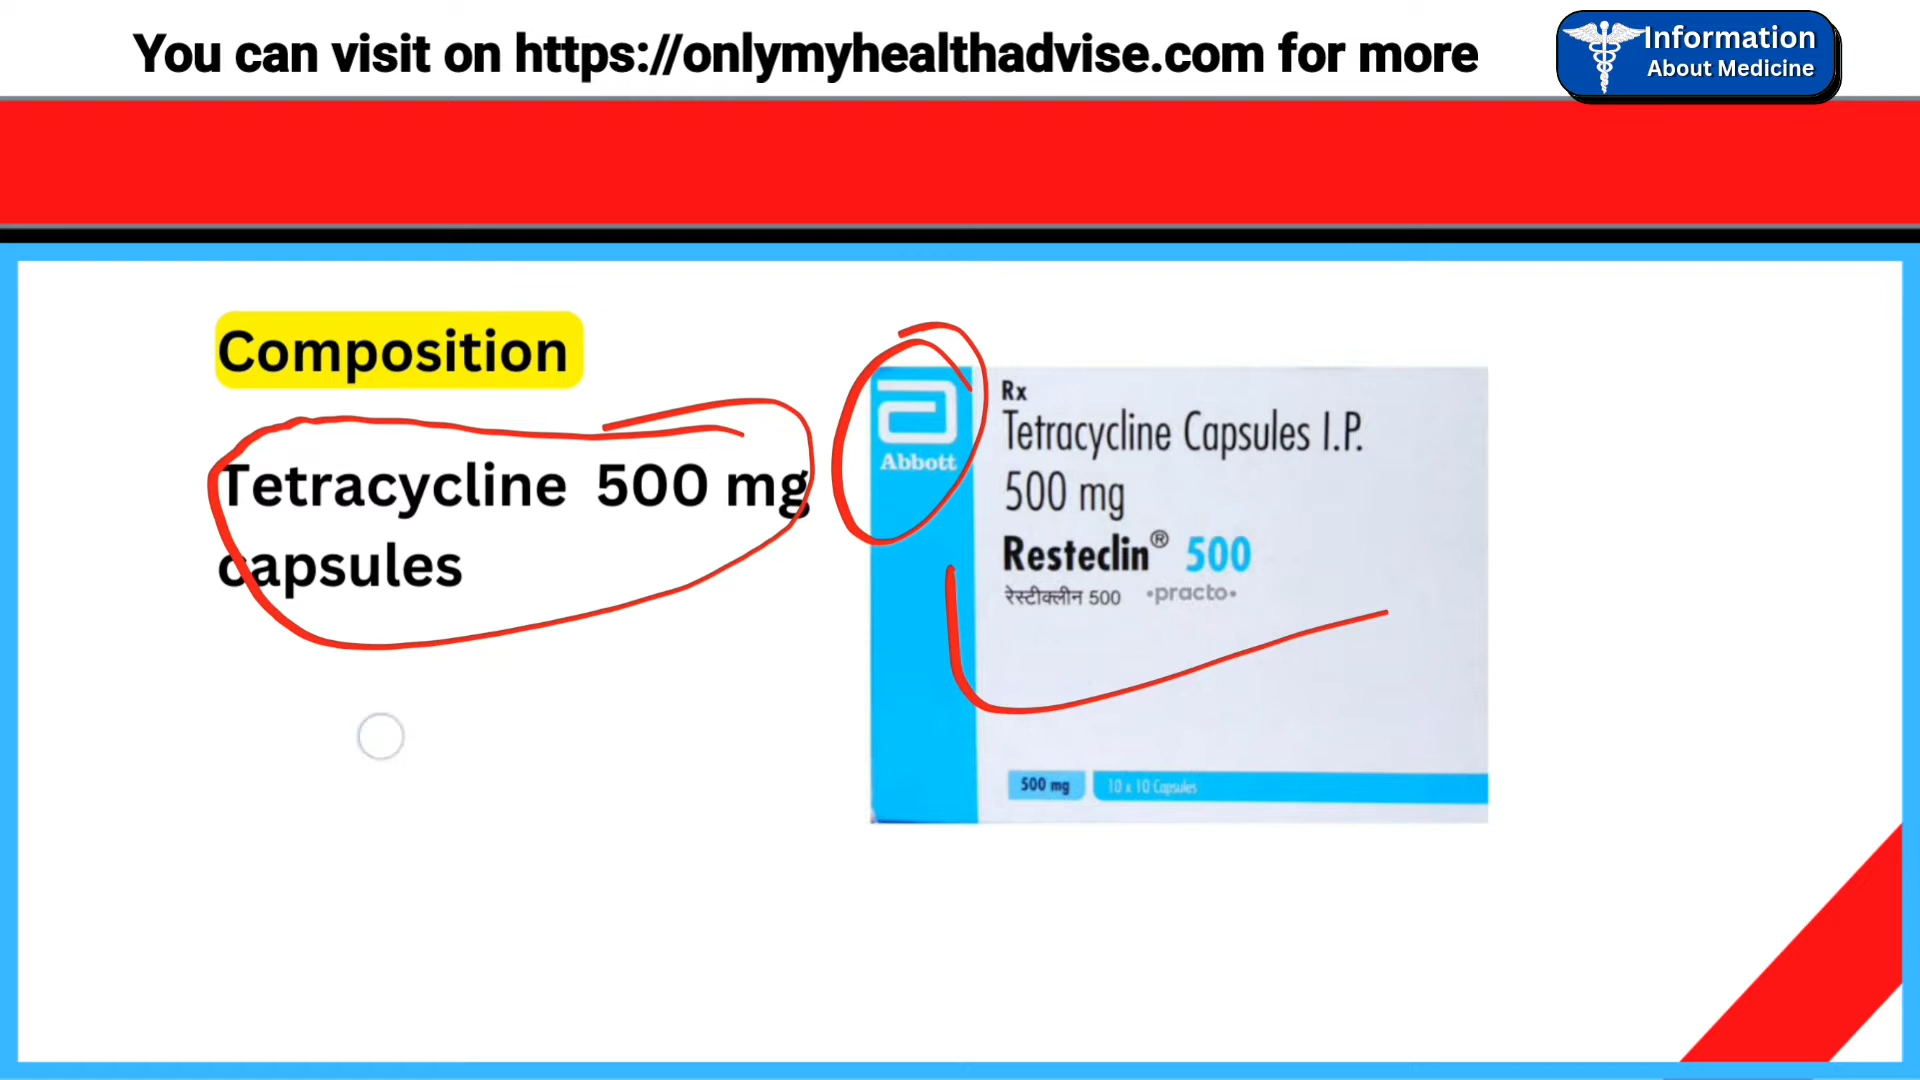 You can visit on https://onlymyhealthadvise.com for more
Information
About Medicine
Composition
Tetracycline 500 mg
capsules
Abbott
Rx
Tetracycline Capsules I.P.
500 mg
Resteclin® 500
रेस्टीक्लीन 500 •practo•
500 mg 10 x 10 Capsules